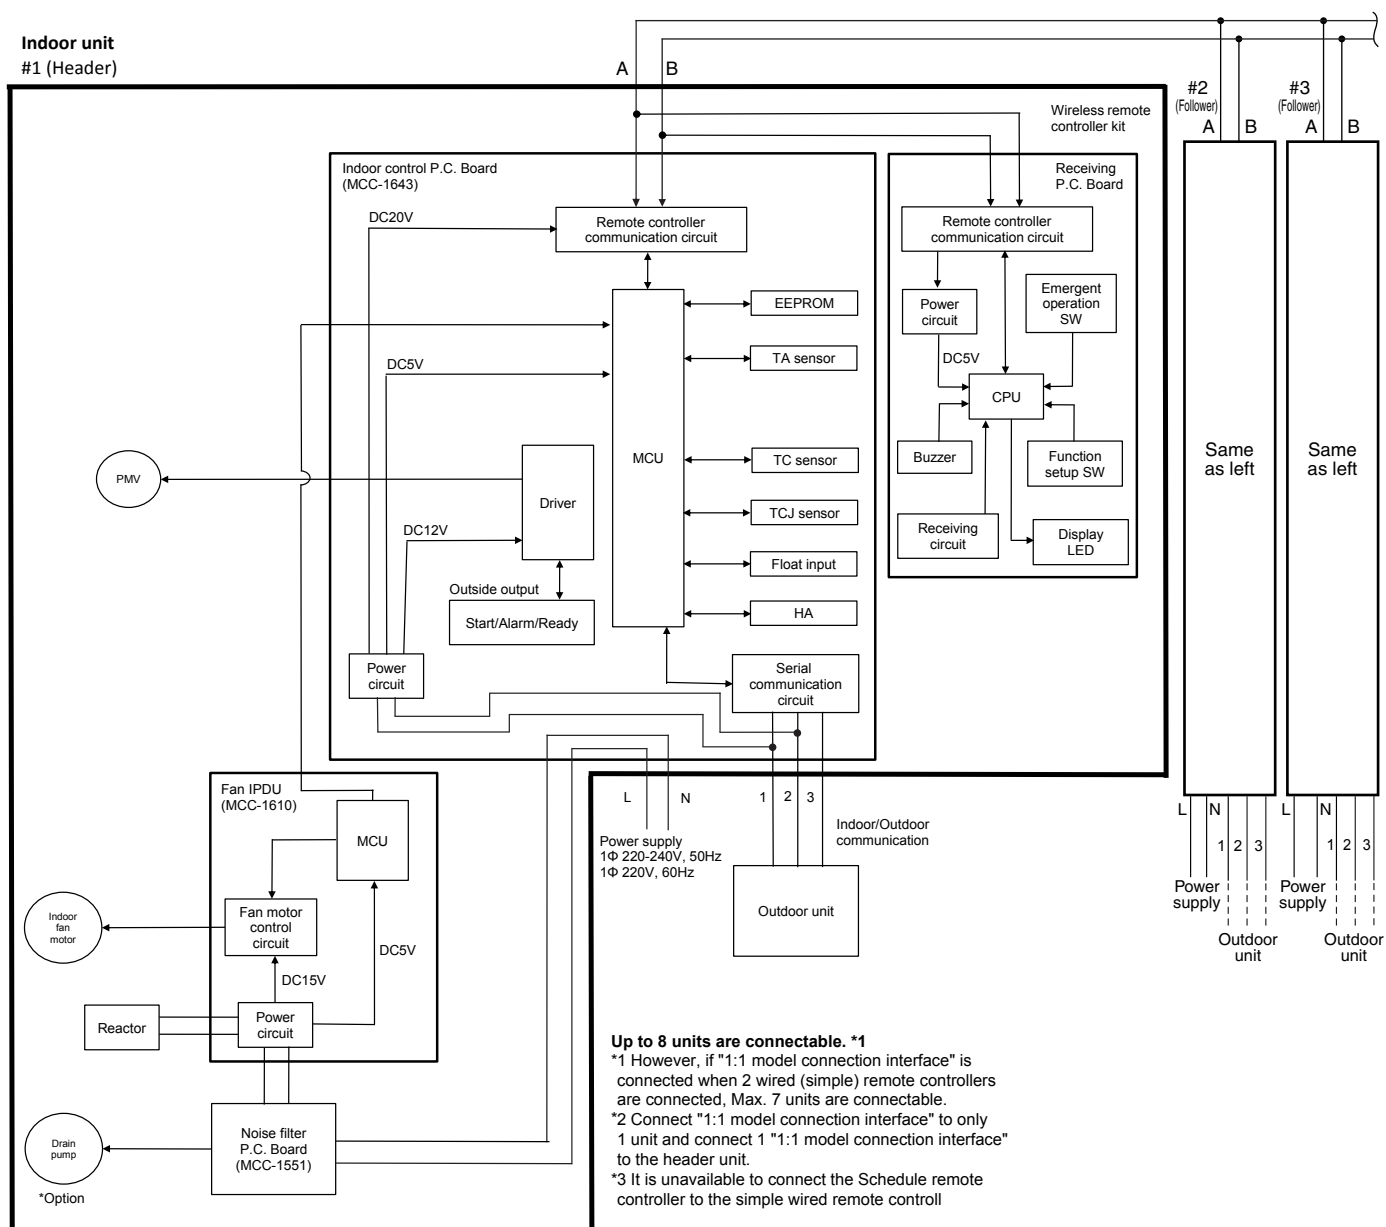 Indoor unit
#1 (Header)
A
B
#2
(Follower)
A
B
#3
(Follower)
A
B
Wireless remote
controller kit
Indoor control P.C. Board
(MCC-1643)
DC20V
Remote controller
communication circuit
MCU
EEPROM
TA sensor
TC sensor
TCJ sensor
Float input
HA
DC5V
PMV
Driver
DC12V
Outside output
Start/Alarm/Ready
Power
circuit
Serial
communication
circuit
Receiving
P.C. Board
Remote controller
communication circuit
Power
circuit
Emergent
operation
SW
DC5V
CPU
Buzzer
Function
setup SW
Receiving
circuit
Display
LED
Same
as left
Same
as left
Fan IPDU
(MCC-1610)
MCU
Fan motor
control
circuit
Indoor
fan
motor
DC5V
DC15V
Reactor
Power
circuit
Noise filter
P.C. Board
(MCC-1551)
Drain
pump
*Option
L
N
Power supply
1Φ 220-240V, 50Hz
1Φ 220V, 60Hz
1
2
3
Indoor/Outdoor
communication
Outdoor unit
L
N
1
2
3
Power
supply
Outdoor
unit
L
N
1
2
3
Power
supply
Outdoor
unit
Up to 8 units are connectable. *1
*1 However, if "1:1 model connection interface" is
connected when 2 wired (simple) remote controllers
are connected, Max. 7 units are connectable.
*2 Connect "1:1 model connection interface" to only
1 unit and connect 1 "1:1 model connection interface"
to the header unit.
*3 It is unavailable to connect the Schedule remote
controller to the simple wired remote controll